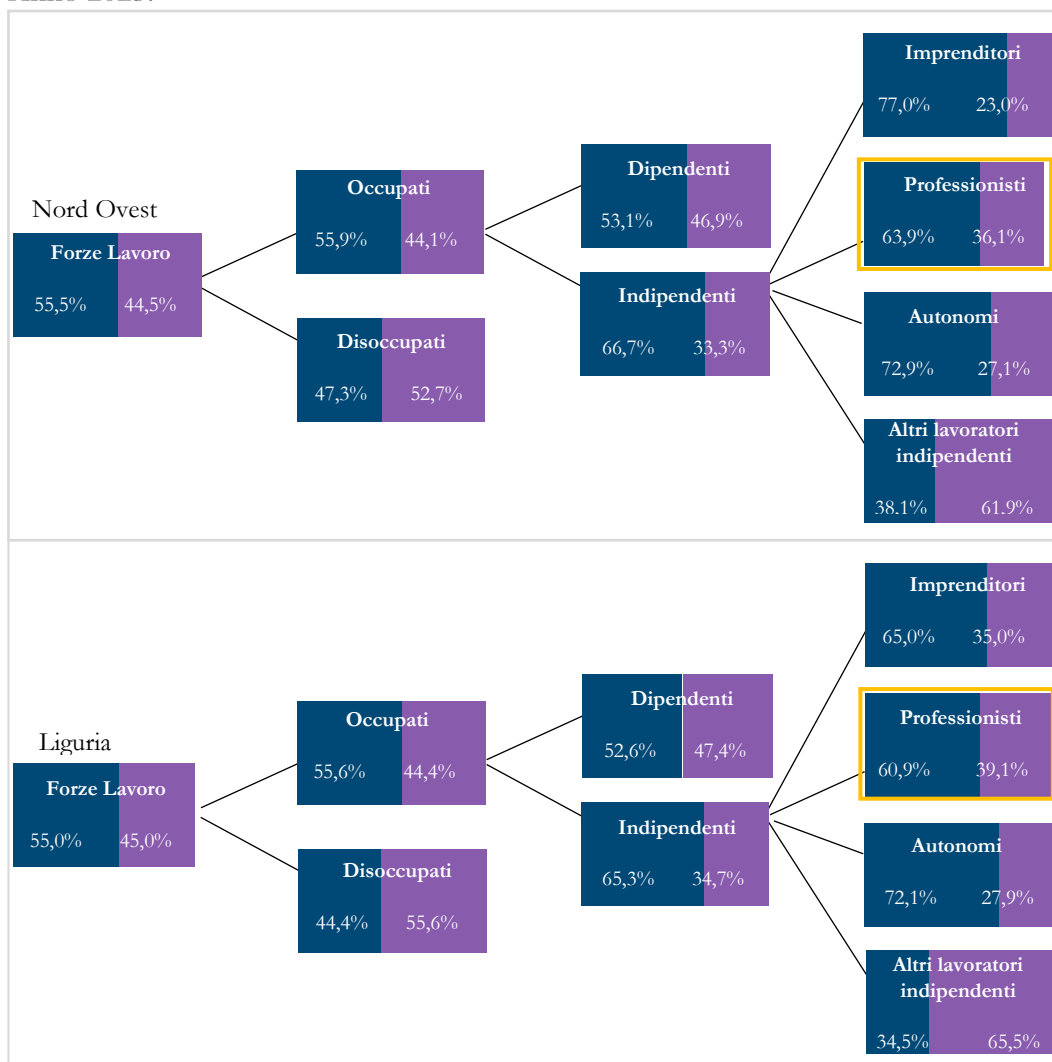 Imprenditori
77,0% 23,0%
Professionisti
63,9% 36,1%
Dipendenti
53,1% 46,9%
Occupati
55,9% 44,1%
Nord Ovest
Forze Lavoro
55,5% 44,5%
Indipendenti
66,7% 33,3%
Disoccupati
47,3% 52,7%
Autonomi
72,9% 27,1%
Altri lavoratori
indipendenti
38,1% 61,9%
Imprenditori
65,0% 35,0%
Professionisti
60,9% 39,1%
Dipendenti
52,6% 47,4%
Occupati
55,6% 44,4%
Liguria
Forze Lavoro
55,0% 45,0%
Indipendenti
65,3% 34,7%
Disoccupati
44,4% 55,6%
Autonomi
72,1% 27,9%
Altri lavoratori
indipendenti
34,5% 65,5%